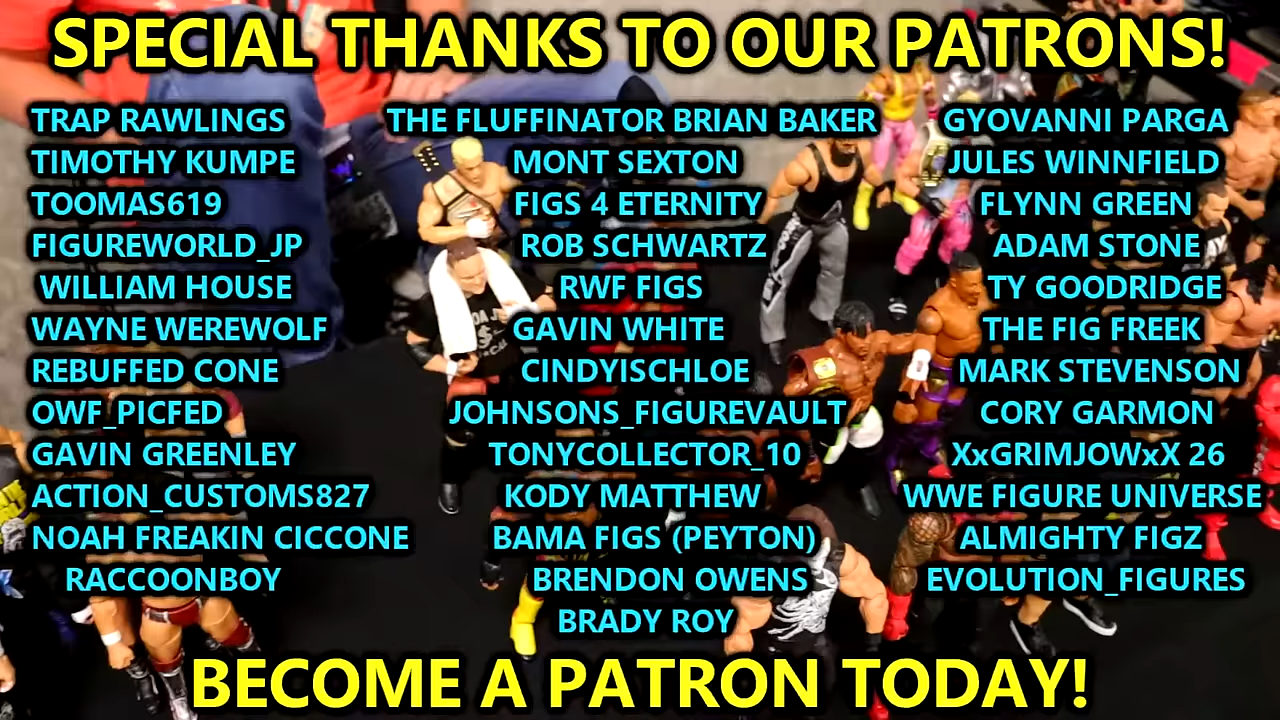 SPECIAL THANKS TO OUR PATRONS!
TRAP RAWLINGS
TIMOTHY KUMPE
TOOMAS619
FIGUREWORLD_JP
WILLIAM HOUSE
WAYNE WEREWOLF
REBUFFED CONE
OWF_PICFED
GAVIN GREENLEY
ACTION_CUSTOMS827
NOAH FREAKIN CICCONE
RACCOONBOY
THE FLUFFINATOR BRIAN BAKER
MONT SEXTON
FIGS 4 ETERNITY
ROB SCHWARTZ
RWF FIGS
GAVIN WHITE
CINDYISCHLOE
JOHNSONS_FIGUREVAULT
TONYCOLLECTOR_10
KODY MATTHEW
BAMA FIGS (PEYTON)
BRENDON OWENS
BRADY ROY
GYOVANNI PARGA
JULES WINNFIELD
FLYNN GREEN
ADAM STONE
TY GOODRIDGE
THE FIG FREEK
MARK STEVENSON
CORY GARMON
XxGRIMJOWxX 26
WWE FIGURE UNIVERSE
ALMIGHTY FIGZ
EVOLUTION_FIGURES
BECOME A PATRON TODAY!